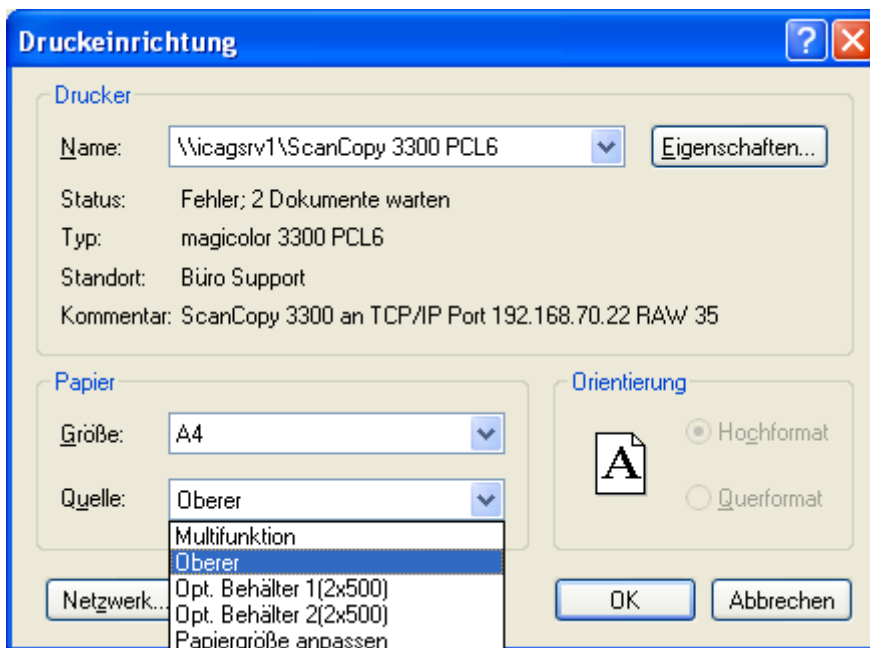 Druckeinrichtung
Drucker
Name: \\icagsrv1\ScanCopy 3300 PCL6 Eigenschaften...
Status: Fehler; 2 Dokumente warten
Typ: magicolor 3300 PCL6
Standort: Büro Support
Kommentar: ScanCopy 3300 an TCP/IP Port 192.168.70.22 RAW 35
Papier
Größe: A4
Quelle: Oberer
Multifunktion
Oberer
Opt. Behälter 1(2x500)
Opt. Behälter 2(2x500)
Papiergröße anpassen
Orientierung
A
Hochformat
Querformat
Netzwerk...
OK
Abbrechen